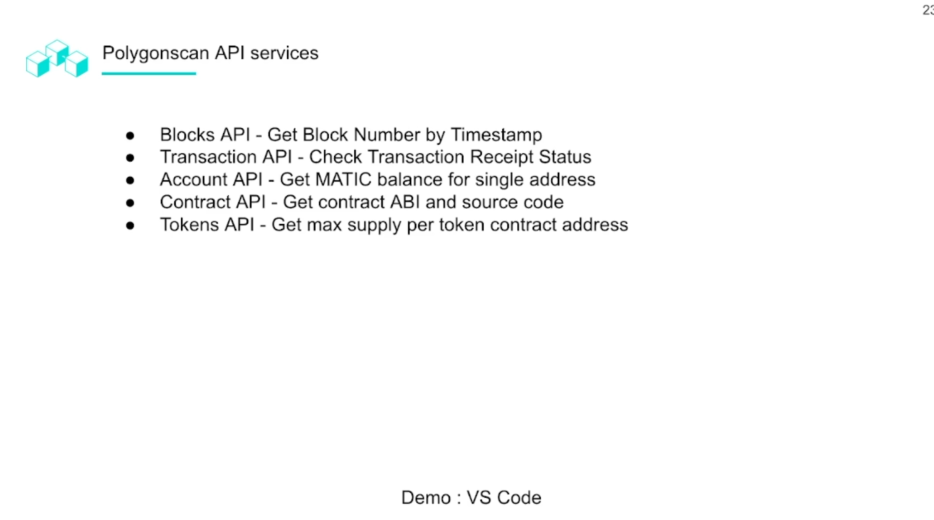 23
Polygonscan API services
● Blocks API - Get Block Number by Timestamp
● Transaction API - Check Transaction Receipt Status
● Account API - Get MATIC balance for single address
● Contract API - Get contract ABI and source code
● Tokens API - Get max supply per token contract address
Demo : VS Code